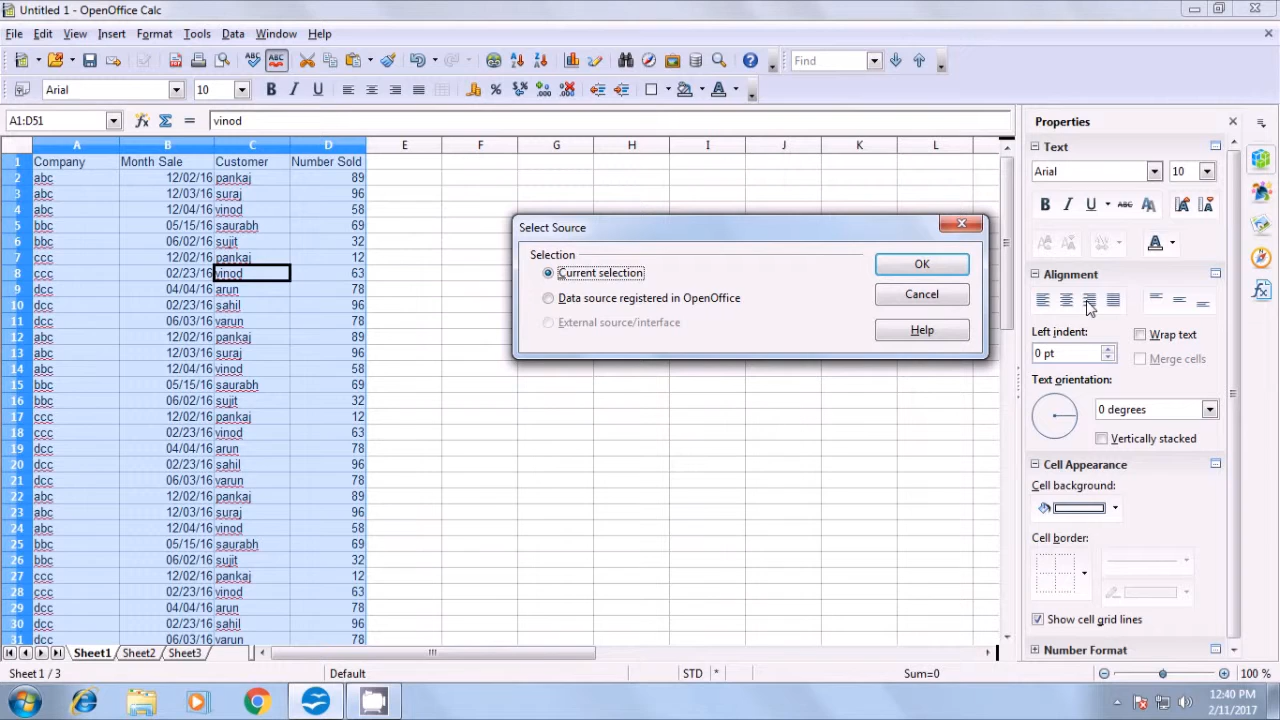 Untitled 1 - OpenOffice Calc
File Edit View Insert Format Tools Data Window Help
Find
Arial 10
A1:D51 vinod
A B C D E F G H I J K L
1 Company Month Sale Customer Number Sold
2 abc 12/02/16 pankaj 89
3 abc 12/03/16 suraj 96
4 abc 12/04/16 vinod 58
5 bbc 05/15/16 saurabh 69
6 bbc 06/02/16 sujit 32
7 ccc 12/02/16 pankaj 12
8 ccc 02/23/16 vinod 63
9 dcc 04/04/16 arun 78
10 dcc 02/23/16 sahil 96
11 dcc 06/03/16 varun 78
12 abc 12/02/16 pankaj 89
13 abc 12/03/16 suraj 96
14 abc 12/04/16 vinod 58
15 bbc 05/15/16 saurabh 69
16 bbc 06/02/16 sujit 32
17 ccc 12/02/16 pankaj 12
18 ccc 02/23/16 vinod 63
19 dcc 04/04/16 arun 78
20 dcc 02/23/16 sahil 96
21 dcc 06/03/16 varun 78
22 abc 12/02/16 pankaj 89
23 abc 12/03/16 suraj 96
24 abc 12/04/16 vinod 58
25 bbc 05/15/16 saurabh 69
26 bbc 06/02/16 sujit 32
27 ccc 12/02/16 pankaj 12
28 ccc 02/23/16 vinod 63
29 dcc 04/04/16 arun 78
30 dcc 02/23/16 sahil 96
31 dcc 06/03/16 varun 78
Select Source
Selection
Current selection
Data source registered in OpenOffice
External source/interface
OK
Cancel
Help
Properties
Text
Arial 10
Alignment
Left indent:
0 pt
Wrap text
Merge cells
Text orientation:
0 degrees
Vertically stacked
Cell Appearance
Cell background:
Cell border:
Show cell grid lines
Number Format
Sheet1 Sheet2 Sheet3
Sheet 1 / 3 Default STD * Sum=0 100 %
12:40 PM
2/11/2017